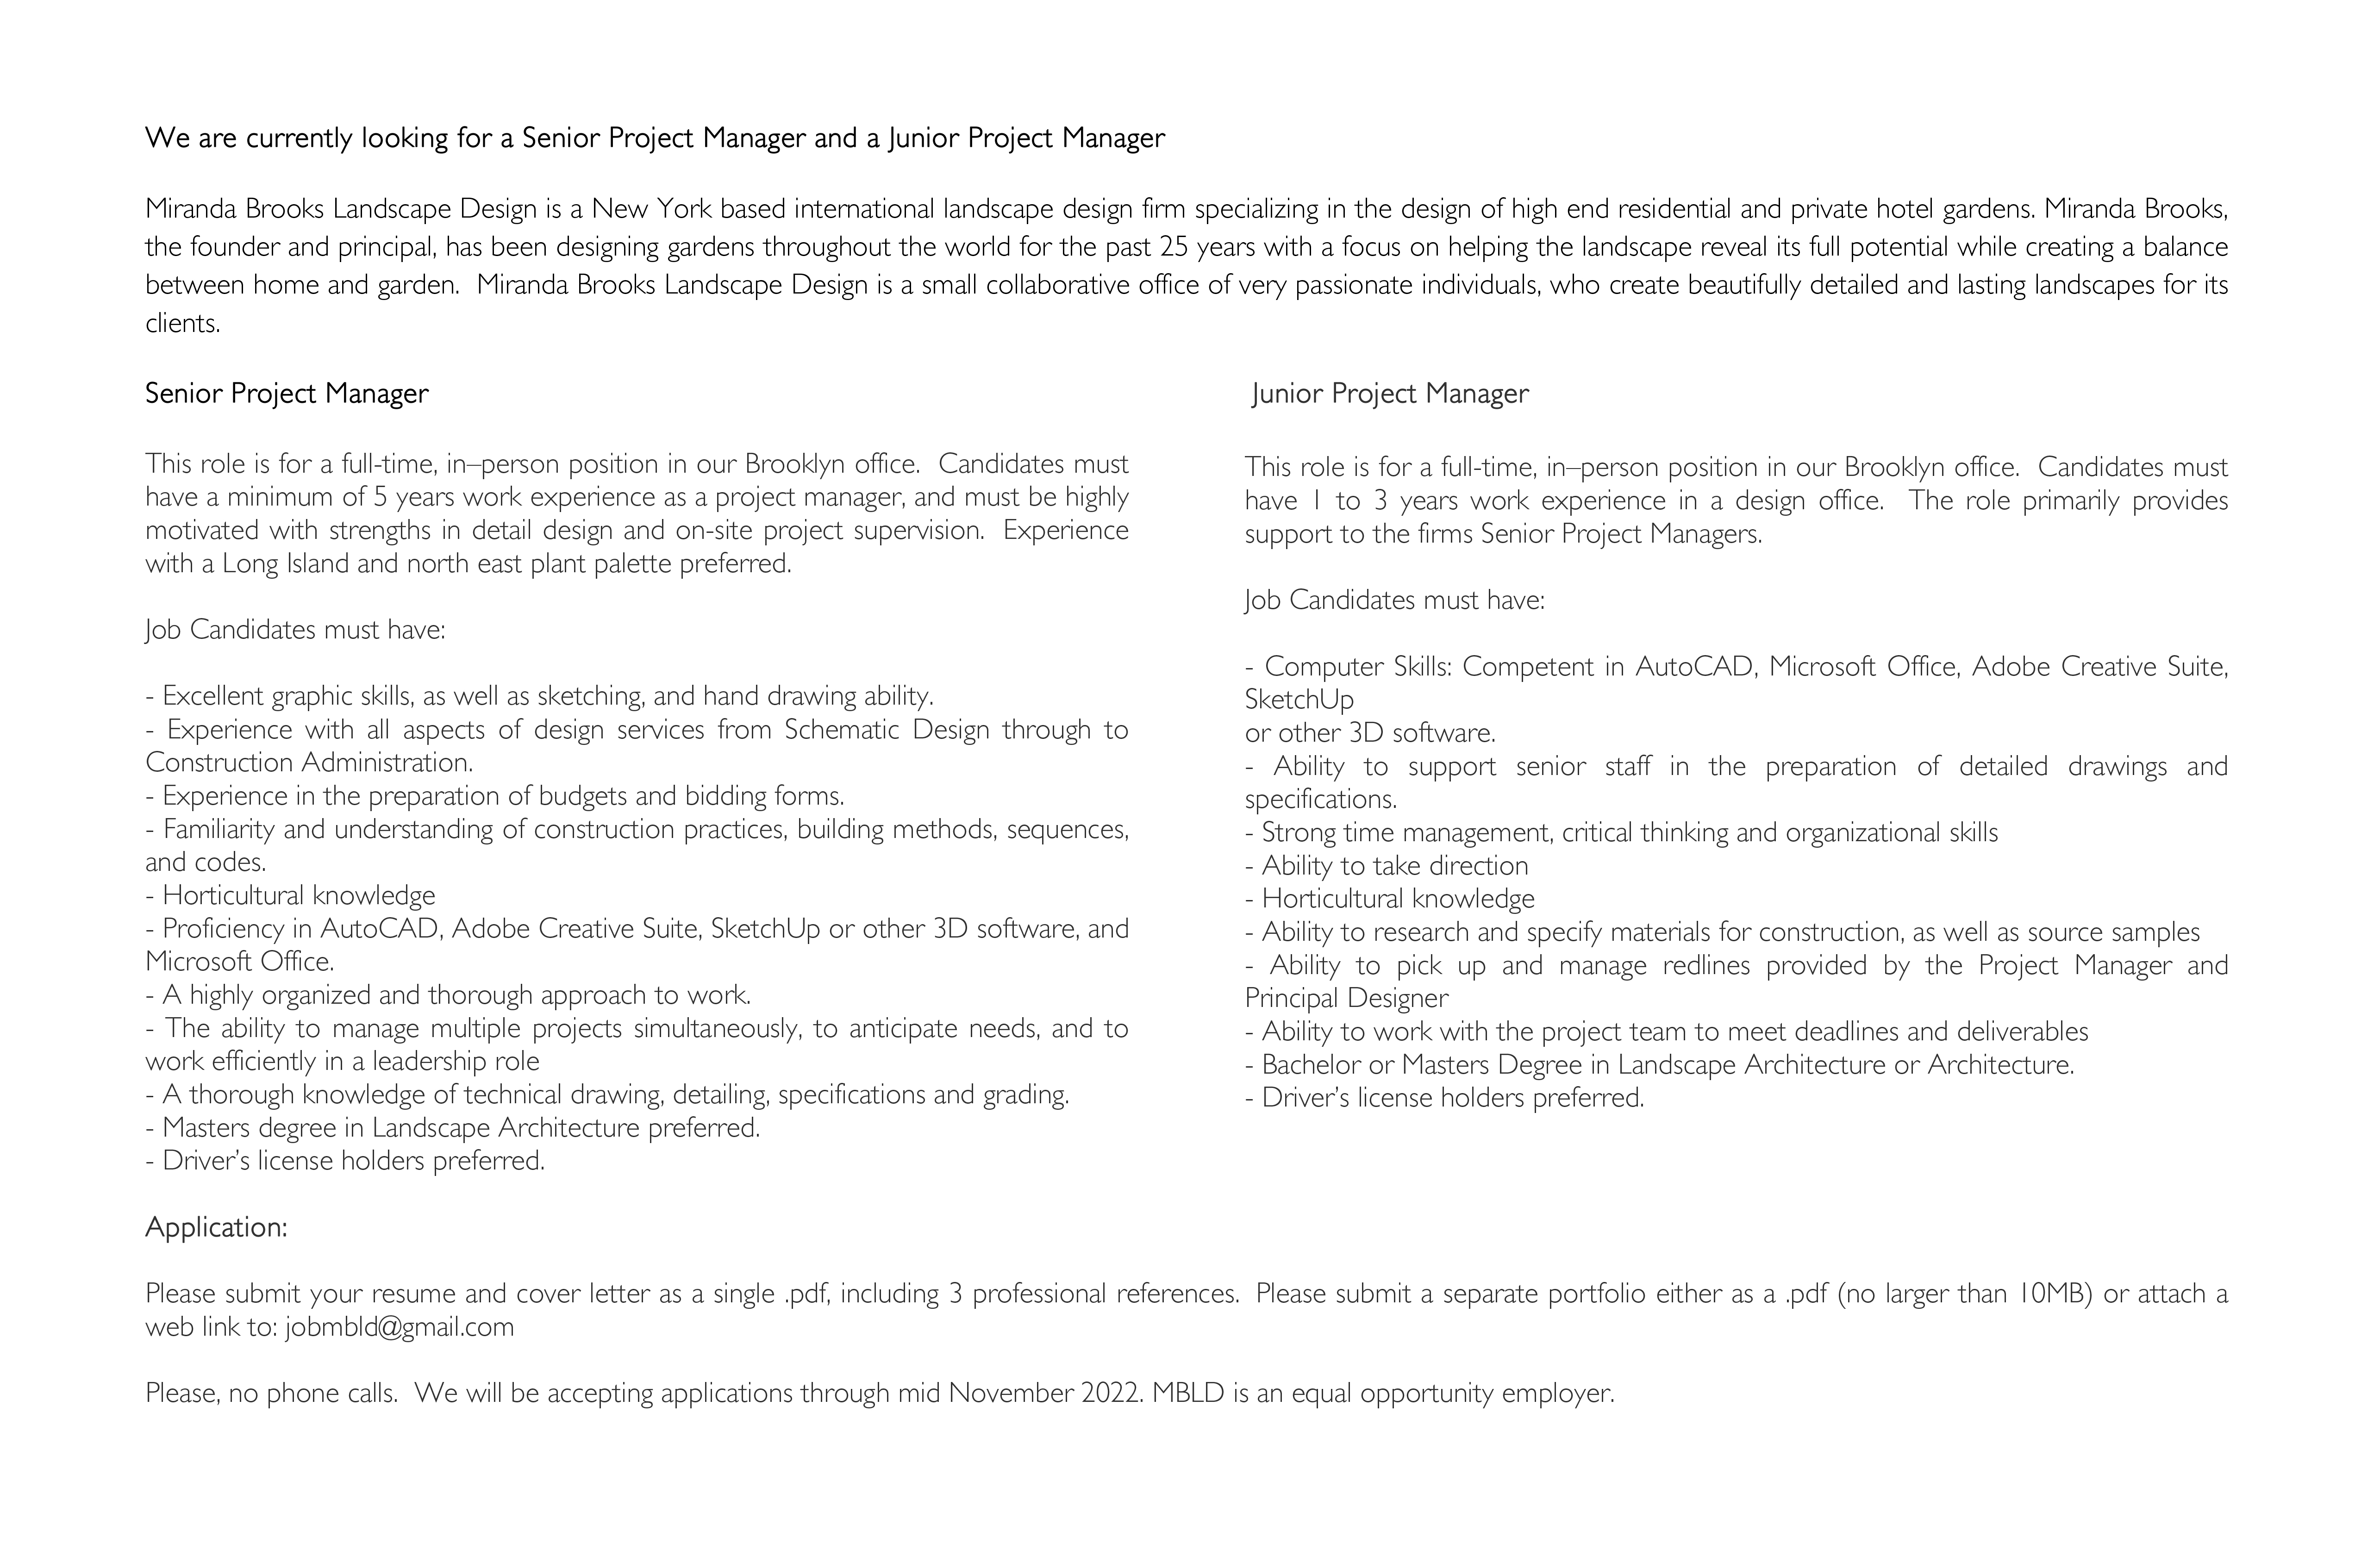 We are currently looking for a Senior Project Manager and a Junior Project Manager
Miranda Brooks Landscape Design is a New York based international landscape design firm specializing in the design of high end residential and private hotel gardens. Miranda Brooks,
the founder and principal, has been designing gardens throughout the world for the past 25 years with a focus on helping the landscape reveal its full potential while creating a balance
between home and garden.  Miranda Brooks Landscape Design is a small collaborative office of very passionate individuals, who create beautifully detailed and lasting landscapes for its
clients.
Senior Project Manager
This role is for a full-time, in–person position in our Brooklyn office.  Candidates must
have a minimum of 5 years work experience as a project manager, and must be highly
motivated with strengths in detail design and on-site project supervision.  Experience
with a Long Island and north east plant palette preferred.
Job Candidates must have:
- Excellent graphic skills, as well as sketching, and hand drawing ability.
- Experience with all aspects of design services from Schematic Design through to
Construction Administration.
- Experience in the preparation of budgets and bidding forms.
- Familiarity and understanding of construction practices, building methods, sequences,
and codes.
- Horticultural knowledge
- Proficiency in AutoCAD, Adobe Creative Suite, SketchUp or other 3D software, and
Microsoft Office.
- A highly organized and thorough approach to work.
- The ability to manage multiple projects simultaneously, to anticipate needs, and to
work efficiently in a leadership role
- A thorough knowledge of technical drawing, detailing, specifications and grading.
- Masters degree in Landscape Architecture preferred.
- Driver’s license holders preferred.
Junior Project Manager
This role is for a full-time, in–person position in our Brooklyn office.  Candidates must
have 1 to 3 years work experience in a design office.  The role primarily provides
support to the firms Senior Project Managers.
Job Candidates must have:
- Computer Skills: Competent in AutoCAD, Microsoft Office, Adobe Creative Suite,
SketchUp
or other 3D software.
- Ability to support senior staff in the preparation of detailed drawings and
specifications.
- Strong time management, critical thinking and organizational skills
- Ability to take direction
- Horticultural knowledge
- Ability to research and specify materials for construction, as well as source samples
- Ability to pick up and manage redlines provided by the Project Manager and
Principal Designer
- Ability to work with the project team to meet deadlines and deliverables
- Bachelor or Masters Degree in Landscape Architecture or Architecture.
- Driver’s license holders preferred.
Application:
Please submit your resume and cover letter as a single .pdf, including 3 professional references.  Please submit a separate portfolio either as a .pdf (no larger than 10MB) or attach a
web link to: jobmbld@gmail.com
Please, no phone calls.  We will be accepting applications through mid November 2022. MBLD is an equal opportunity employer.